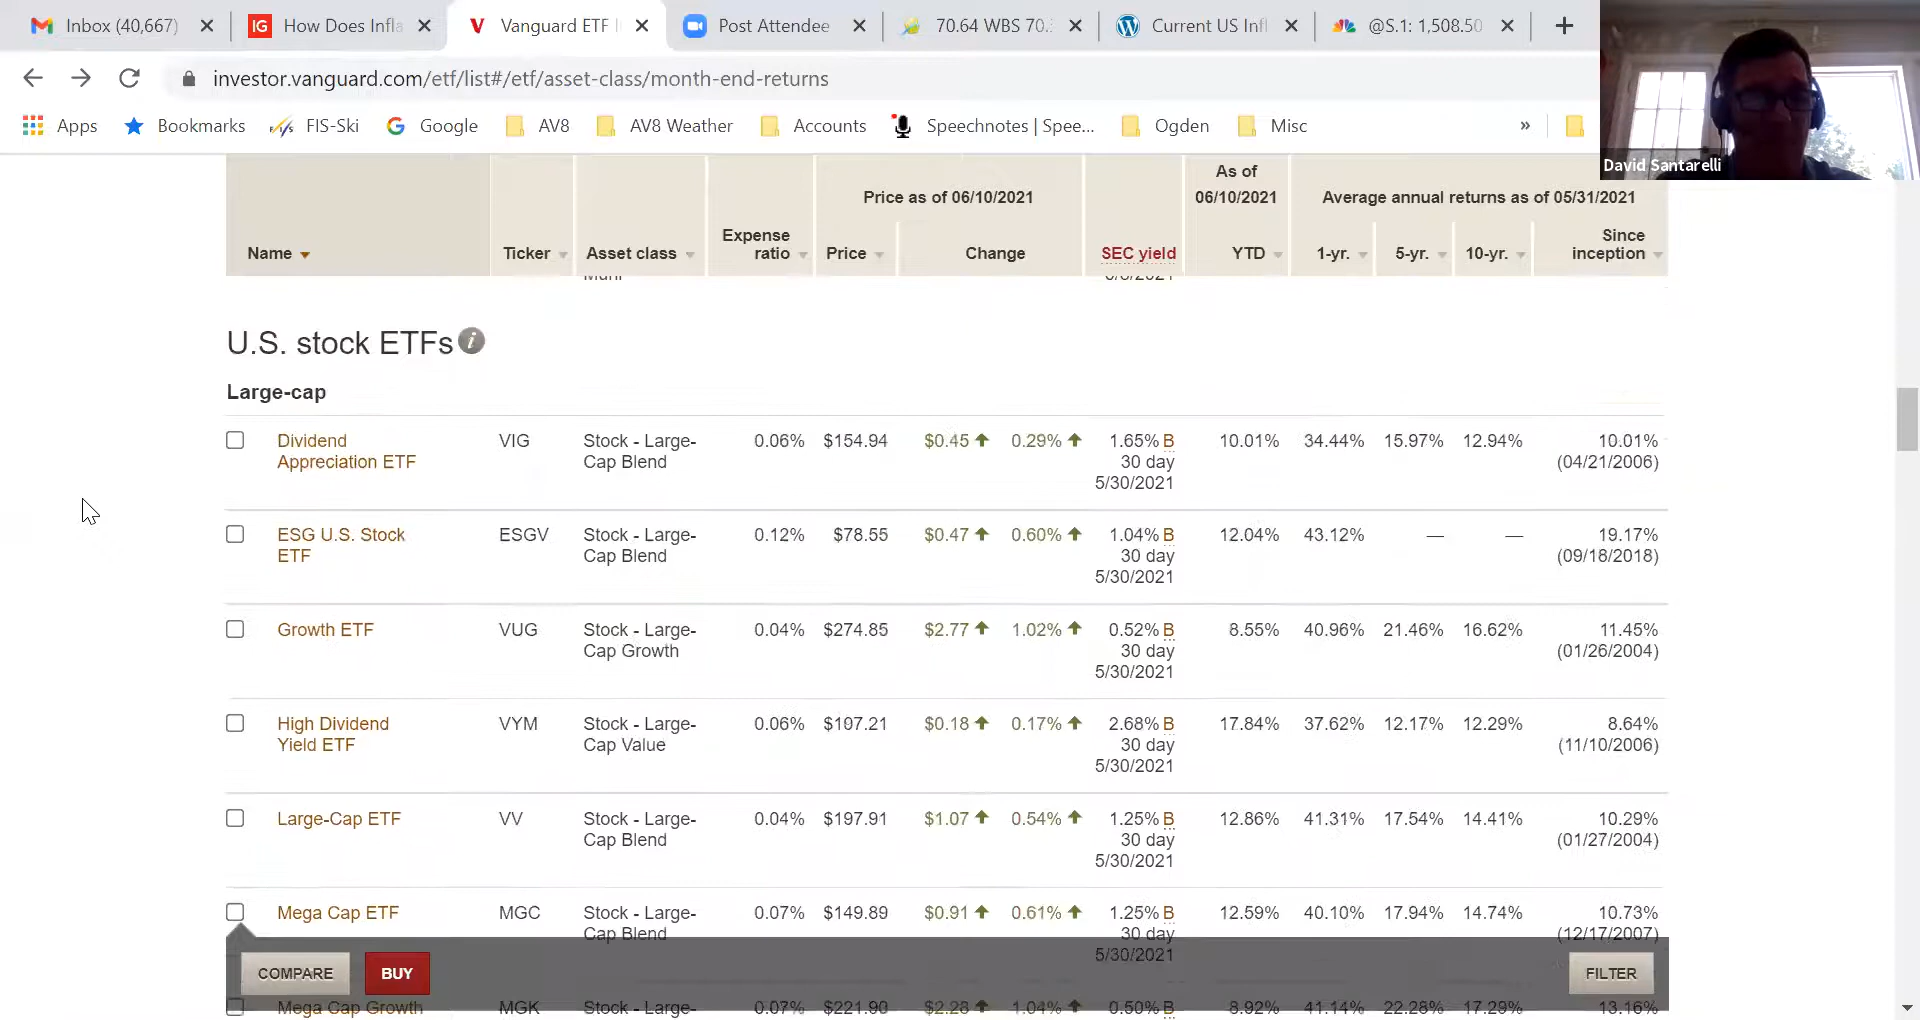 Inbox (40,667)
How Does Infla
Vanguard ETF
Post Attendee
70.64 WBS 70.
Current US Infl
@S.1: 1,508.50
investor.vanguard.com/etf/list#/etf/asset-class/month-end-returns
Apps Bookmarks FIS-Ski Google AV8 AV8 Weather Accounts Speechnotes | Spee... Ogden Misc »
David Santarelli
Name Ticker Asset class Expense ratio Price as of 06/10/2021 Price Change SEC yield As of 06/10/2021 YTD Average annual returns as of 05/31/2021 1-yr. 5-yr. 10-yr. Since inception
U.S. stock ETFs
Large-cap
Dividend VIG Stock - Large- 0.06% $154.94 $0.45 0.29% 1.65% B 10.01% 34.44% 15.97% 12.94% 10.01%
Appreciation ETF Cap Blend 30 day (04/21/2006)
5/30/2021
ESG U.S. Stock ESGV Stock - Large- 0.12% $78.55 $0.47 0.60% 1.04% B 12.04% 43.12% — — 19.17%
ETF Cap Blend 30 day (09/18/2018)
5/30/2021
Growth ETF VUG Stock - Large- 0.04% $274.85 $2.77 1.02% 0.52% B 8.55% 40.96% 21.46% 16.62% 11.45%
Cap Growth 30 day (01/26/2004)
5/30/2021
High Dividend VYM Stock - Large- 0.06% $197.21 $0.18 0.17% 2.68% B 17.84% 37.62% 12.17% 12.29% 8.64%
Yield ETF Cap Value 30 day (11/10/2006)
5/30/2021
Large-Cap ETF VV Stock - Large- 0.04% $197.91 $1.07 0.54% 1.25% B 12.86% 41.31% 17.54% 14.41% 10.29%
Cap Blend 30 day (01/27/2004)
5/30/2021
Mega Cap ETF MGC Stock - Large- 0.07% $149.89 $0.91 0.61% 1.25% B 12.59% 40.10% 17.94% 14.74% 10.73%
Cap Blend 30 day (12/17/2007)
5/30/2021
COMPARE BUY FILTER
Mega Cap Growth MGK Stock - Large- 0.07% $221.90 $2.28 1.04% 0.50% B 8.92% 41.14% 22.28% 17.29% 13.16%